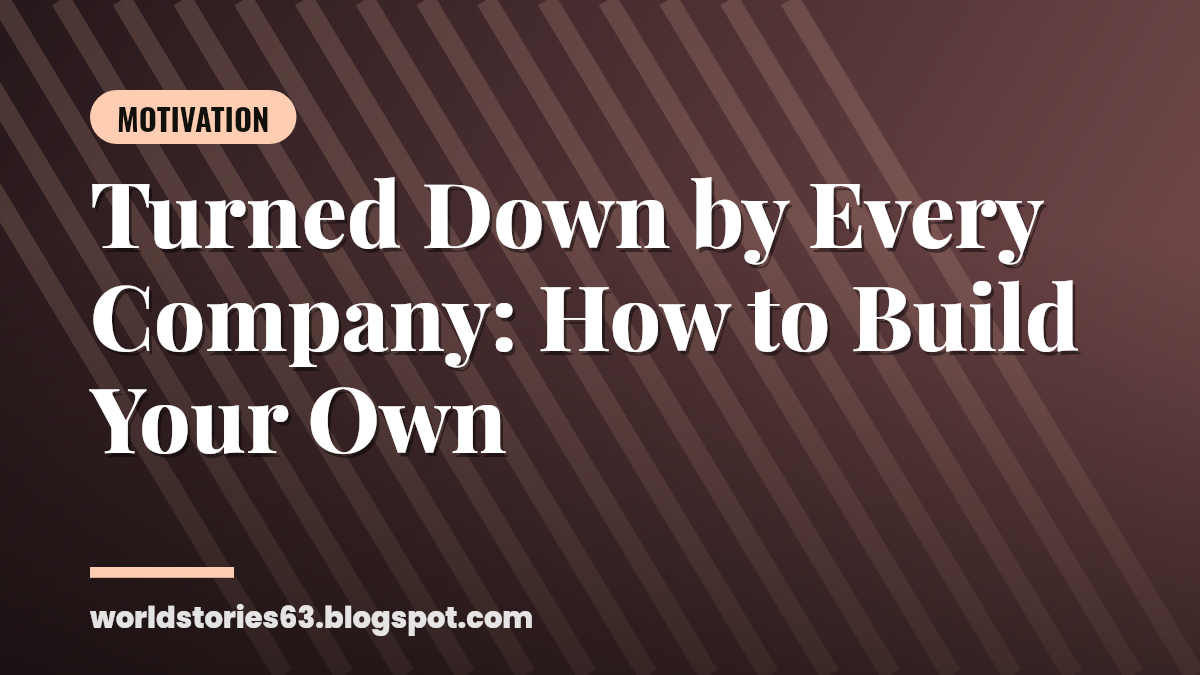 MOTIVATION
Turned Down by Every
Company: How to Build
Your Own
worldstories63.blogspot.com